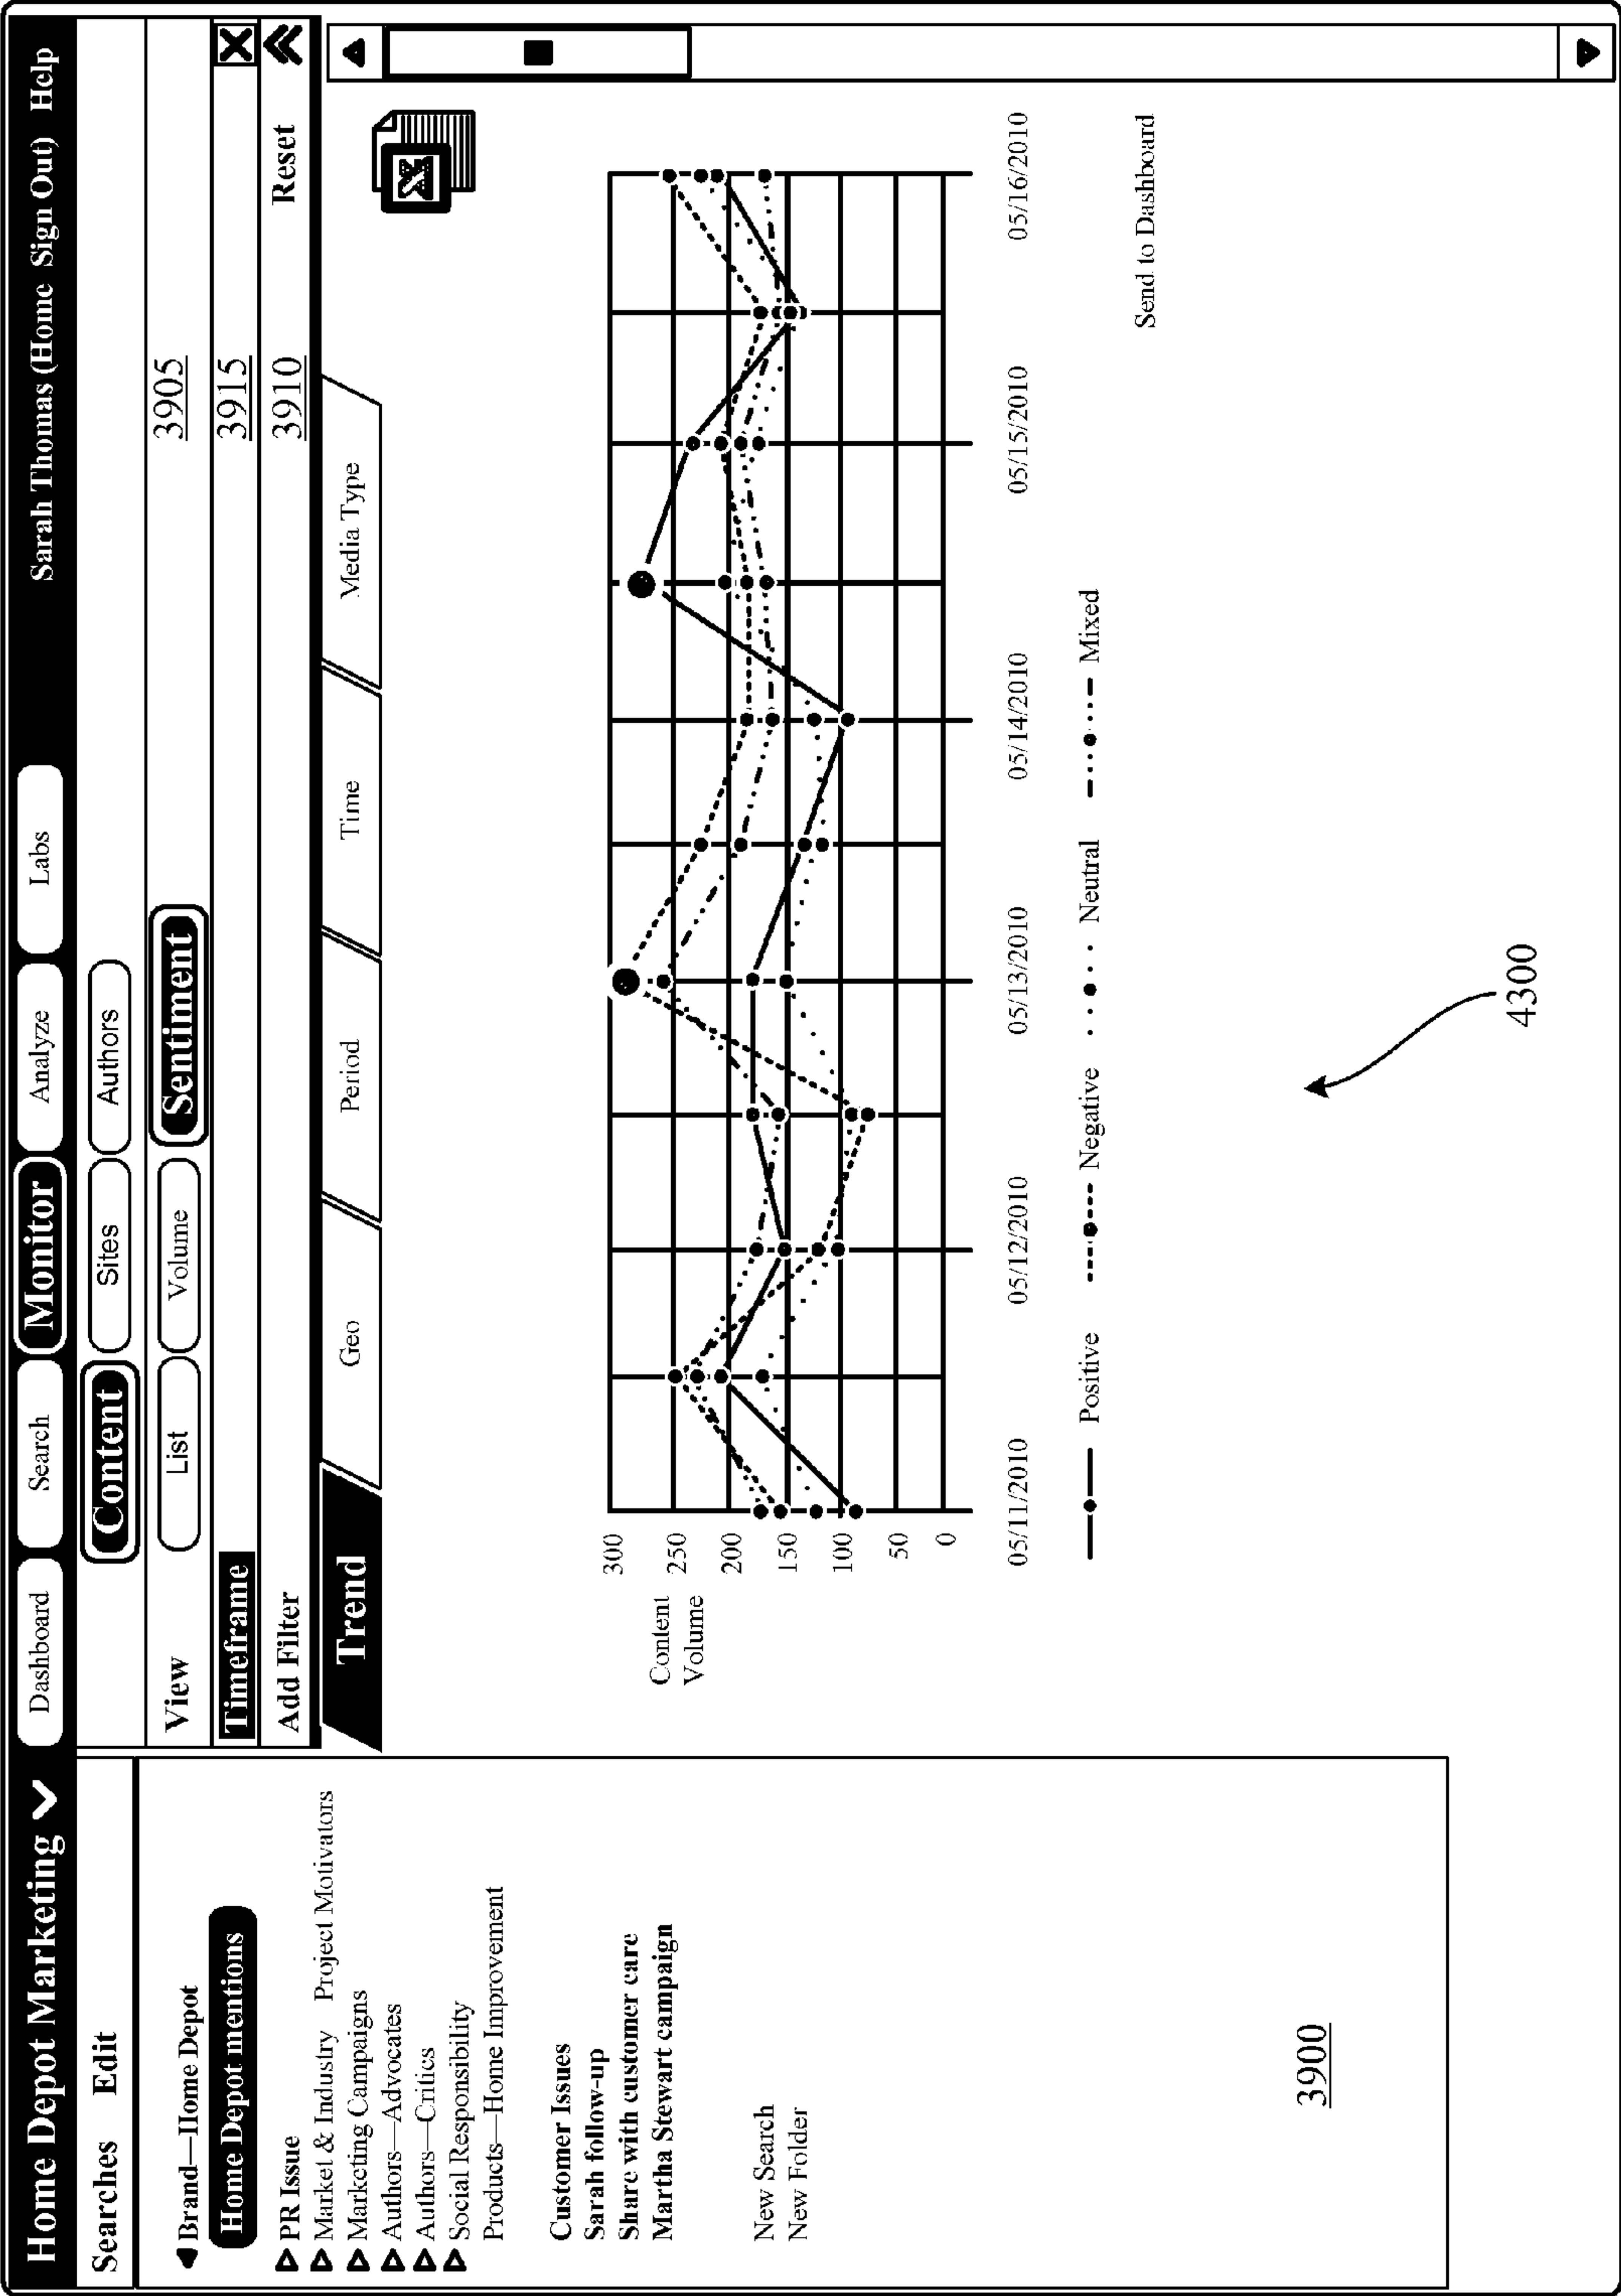 Home Depot Marketing
Dashboard
Search
Monitor
Analyze
Labs
Sarah Thomas (Home Sign Out) Help
Searches Edit
Content
Sites
Authors
View
List
Volume
Sentiment
3905
Timeframe
3915
X
Add Filter
3910
Reset
Trend
Geo
Period
Time
Media Type
Brand—Home Depot
Home Depot mentions
PR Issue
Market & Industry Project Motivators
Marketing Campaigns
Authors—Advocates
Authors—Critics
Social Responsibility
Products—Home Improvement
Customer Issues
Sarah follow-up
Share with customer care
Martha Stewart campaign
New Search
New Folder
3900
Content
Volume
300
250
200
150
100
50
0
05/11/2010
05/12/2010
05/13/2010
05/14/2010
05/15/2010
05/16/2010
Positive
Negative
Neutral
Mixed
Send to Dashboard
4300